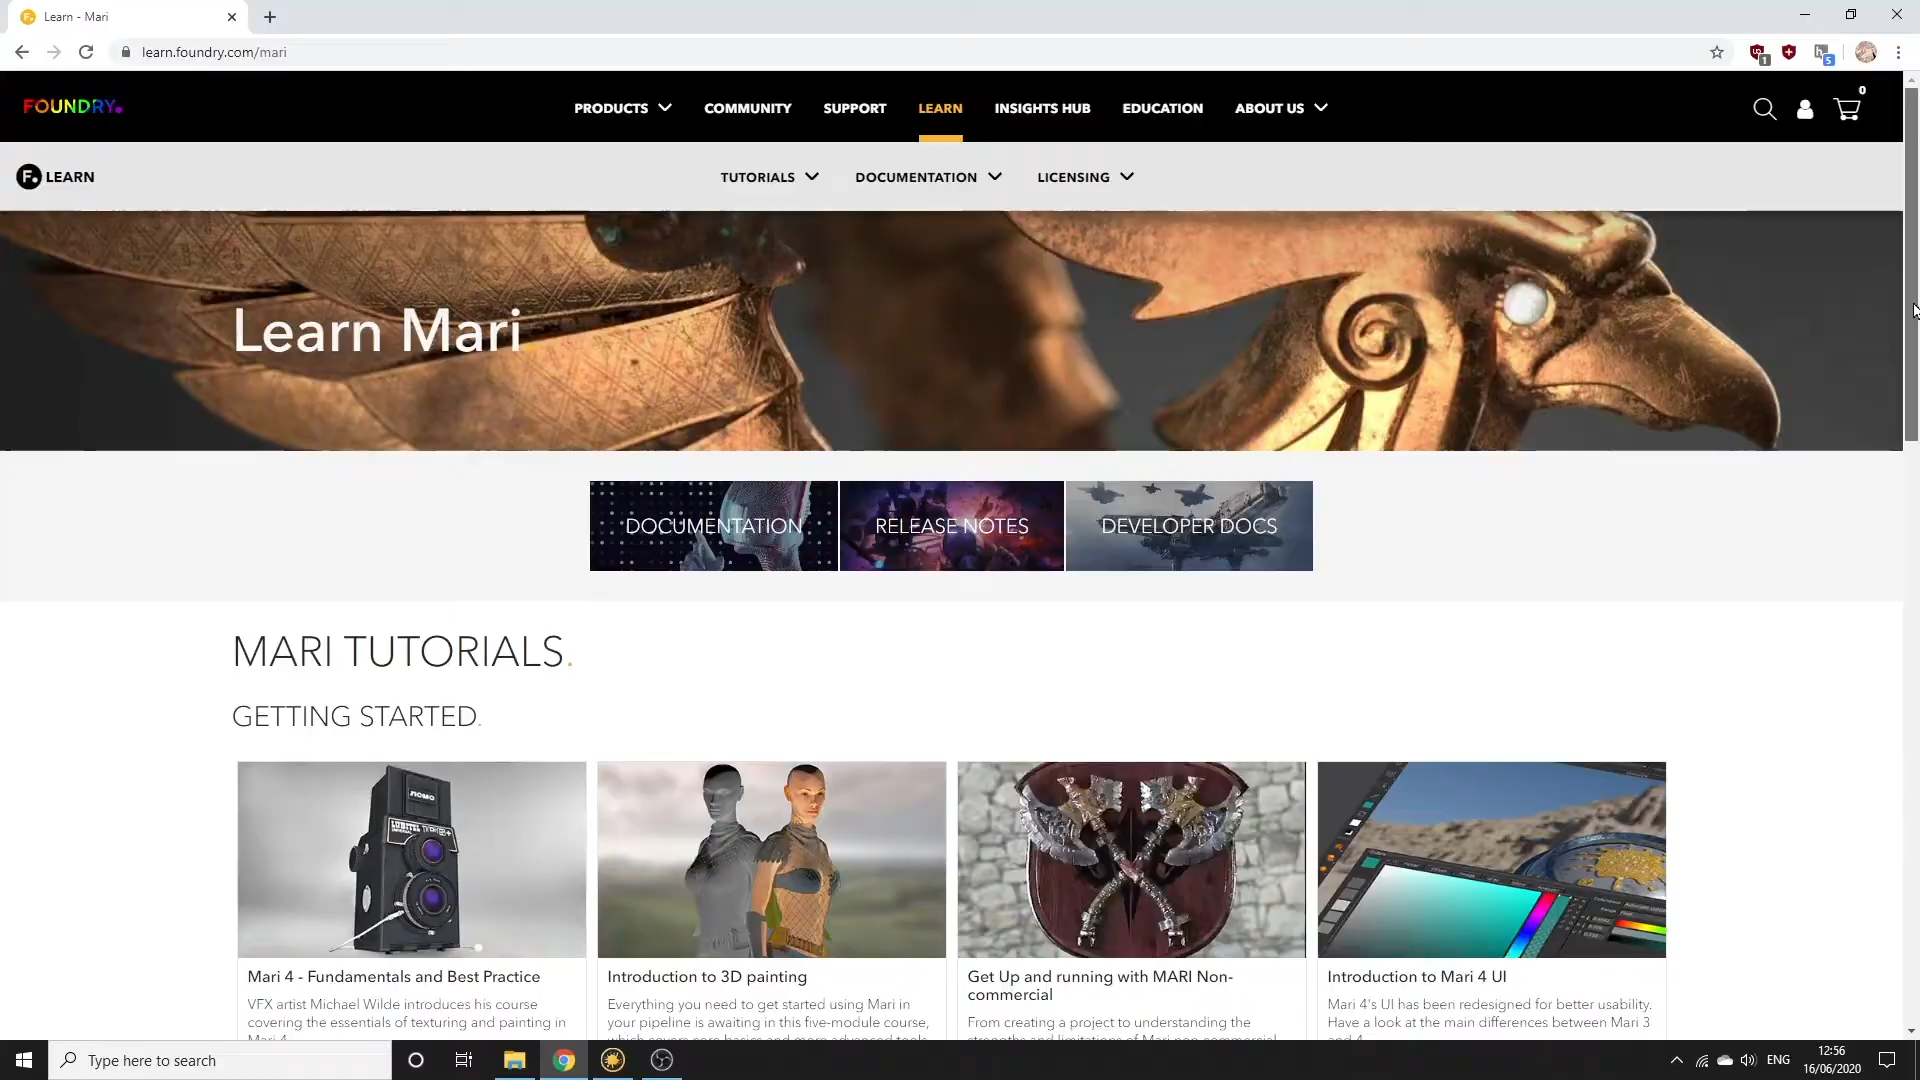 Learn - Mari
learn.foundry.com/mari
1
5
FOUNDRY.
PRODUCTS COMMUNITY SUPPORT LEARN INSIGHTS HUB EDUCATION ABOUT US
0
F. LEARN
TUTORIALS DOCUMENTATION LICENSING
Learn Mari.
DOCUMENTATION RELEASE NOTES DEVELOPER DOCS
MARI TUTORIALS.
GETTING STARTED.
Mari 4 - Fundamentals and Best Practice
VFX artist Michael Wilde introduces his course
covering the essentials of texturing and painting in
Mari 4.
Introduction to 3D painting
Everything you need to get started using Mari in
your pipeline is awaiting in this five-module course,
which covers core basics and more advanced tools
Get Up and running with MARI Non-
commercial
From creating a project to understanding the
strengths and limitations of Mari non-commercial
Introduction to Mari 4 UI
Mari 4's UI has been redesigned for better usability.
Have a look at the main differences between Mari 3
and 4.
Type here to search
ENG
12:56
16/06/2020